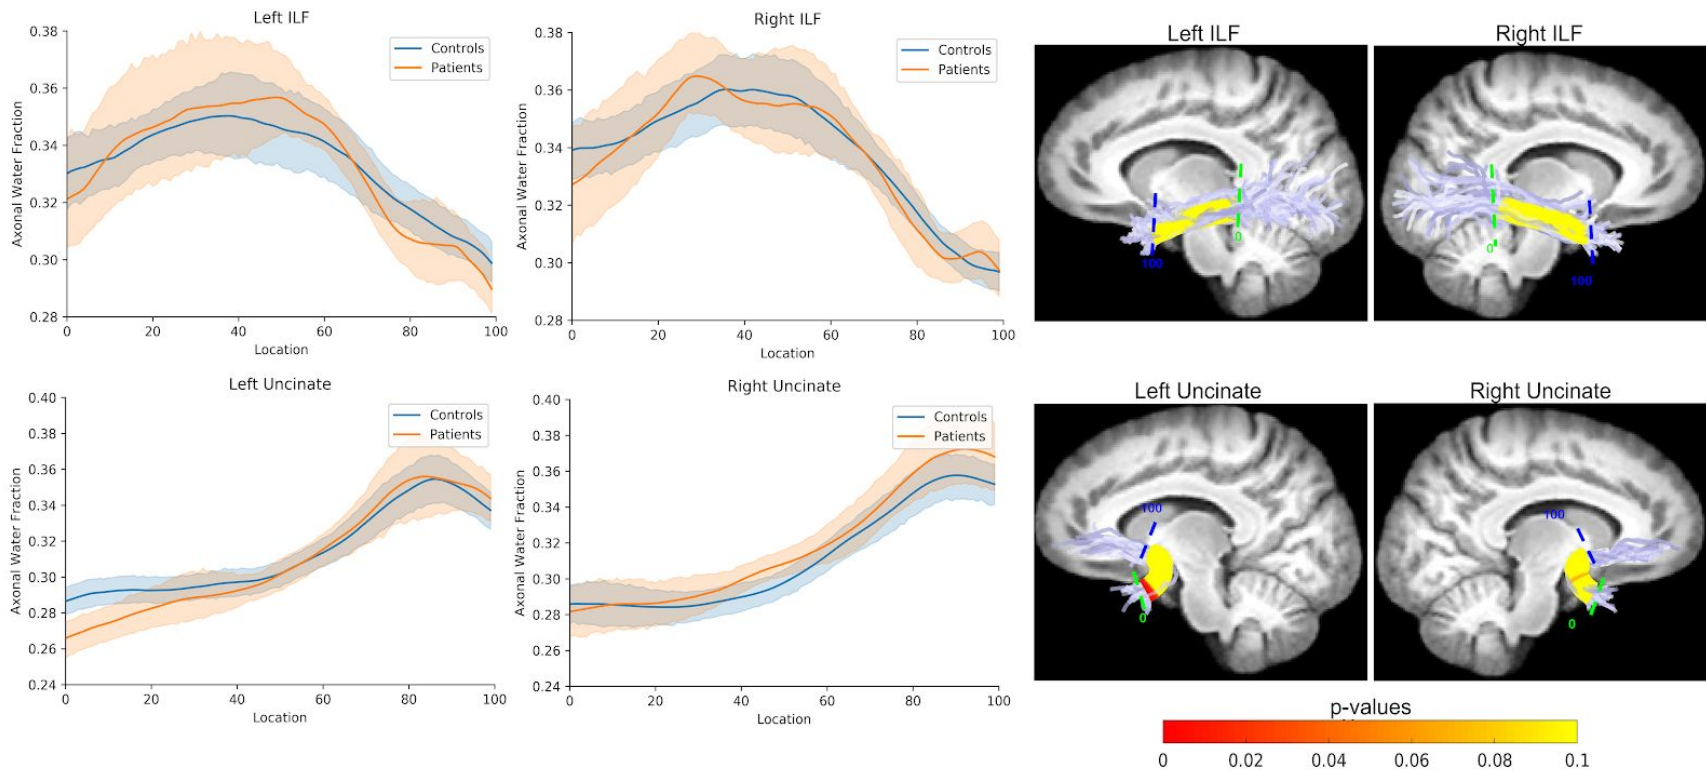 Left ILF
0.38
0.36
0.34
0.32
0.30
0.28
Axonal Water Fraction
Controls
Patients
0 20 40 60 80 100
Location
Right ILF
0.38
0.36
0.34
0.32
0.30
0.28
Axonal Water Fraction
Controls
Patients
0 20 40 60 80 100
Location
Left ILF
0
100
Right ILF
0
100
Left Uncinate
0.40
0.38
0.36
0.34
0.32
0.30
0.28
0.26
0.24
Axonal Water Fraction
Controls
Patients
0 20 40 60 80 100
Location
Right Uncinate
0.40
0.38
0.36
0.34
0.32
0.30
0.28
0.26
0.24
Axonal Water Fraction
Controls
Patients
0 20 40 60 80 100
Location
Left Uncinate
100
0
Right Uncinate
100
0
p-values
0 0.02 0.04 0.06 0.08 0.1